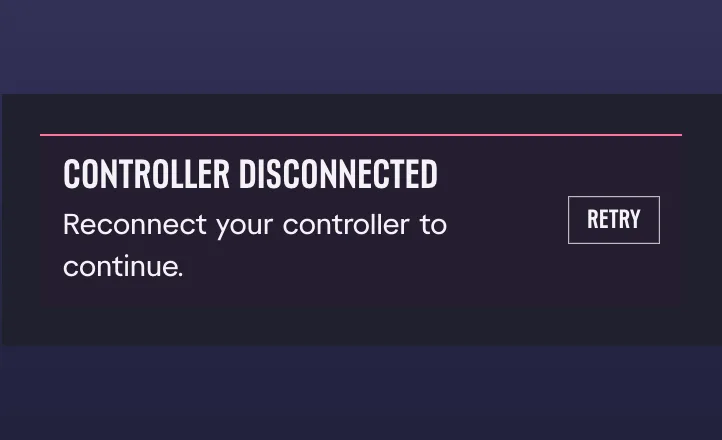 CONTROLLER DISCONNECTED
Reconnect your controller to
continue.
RETRY